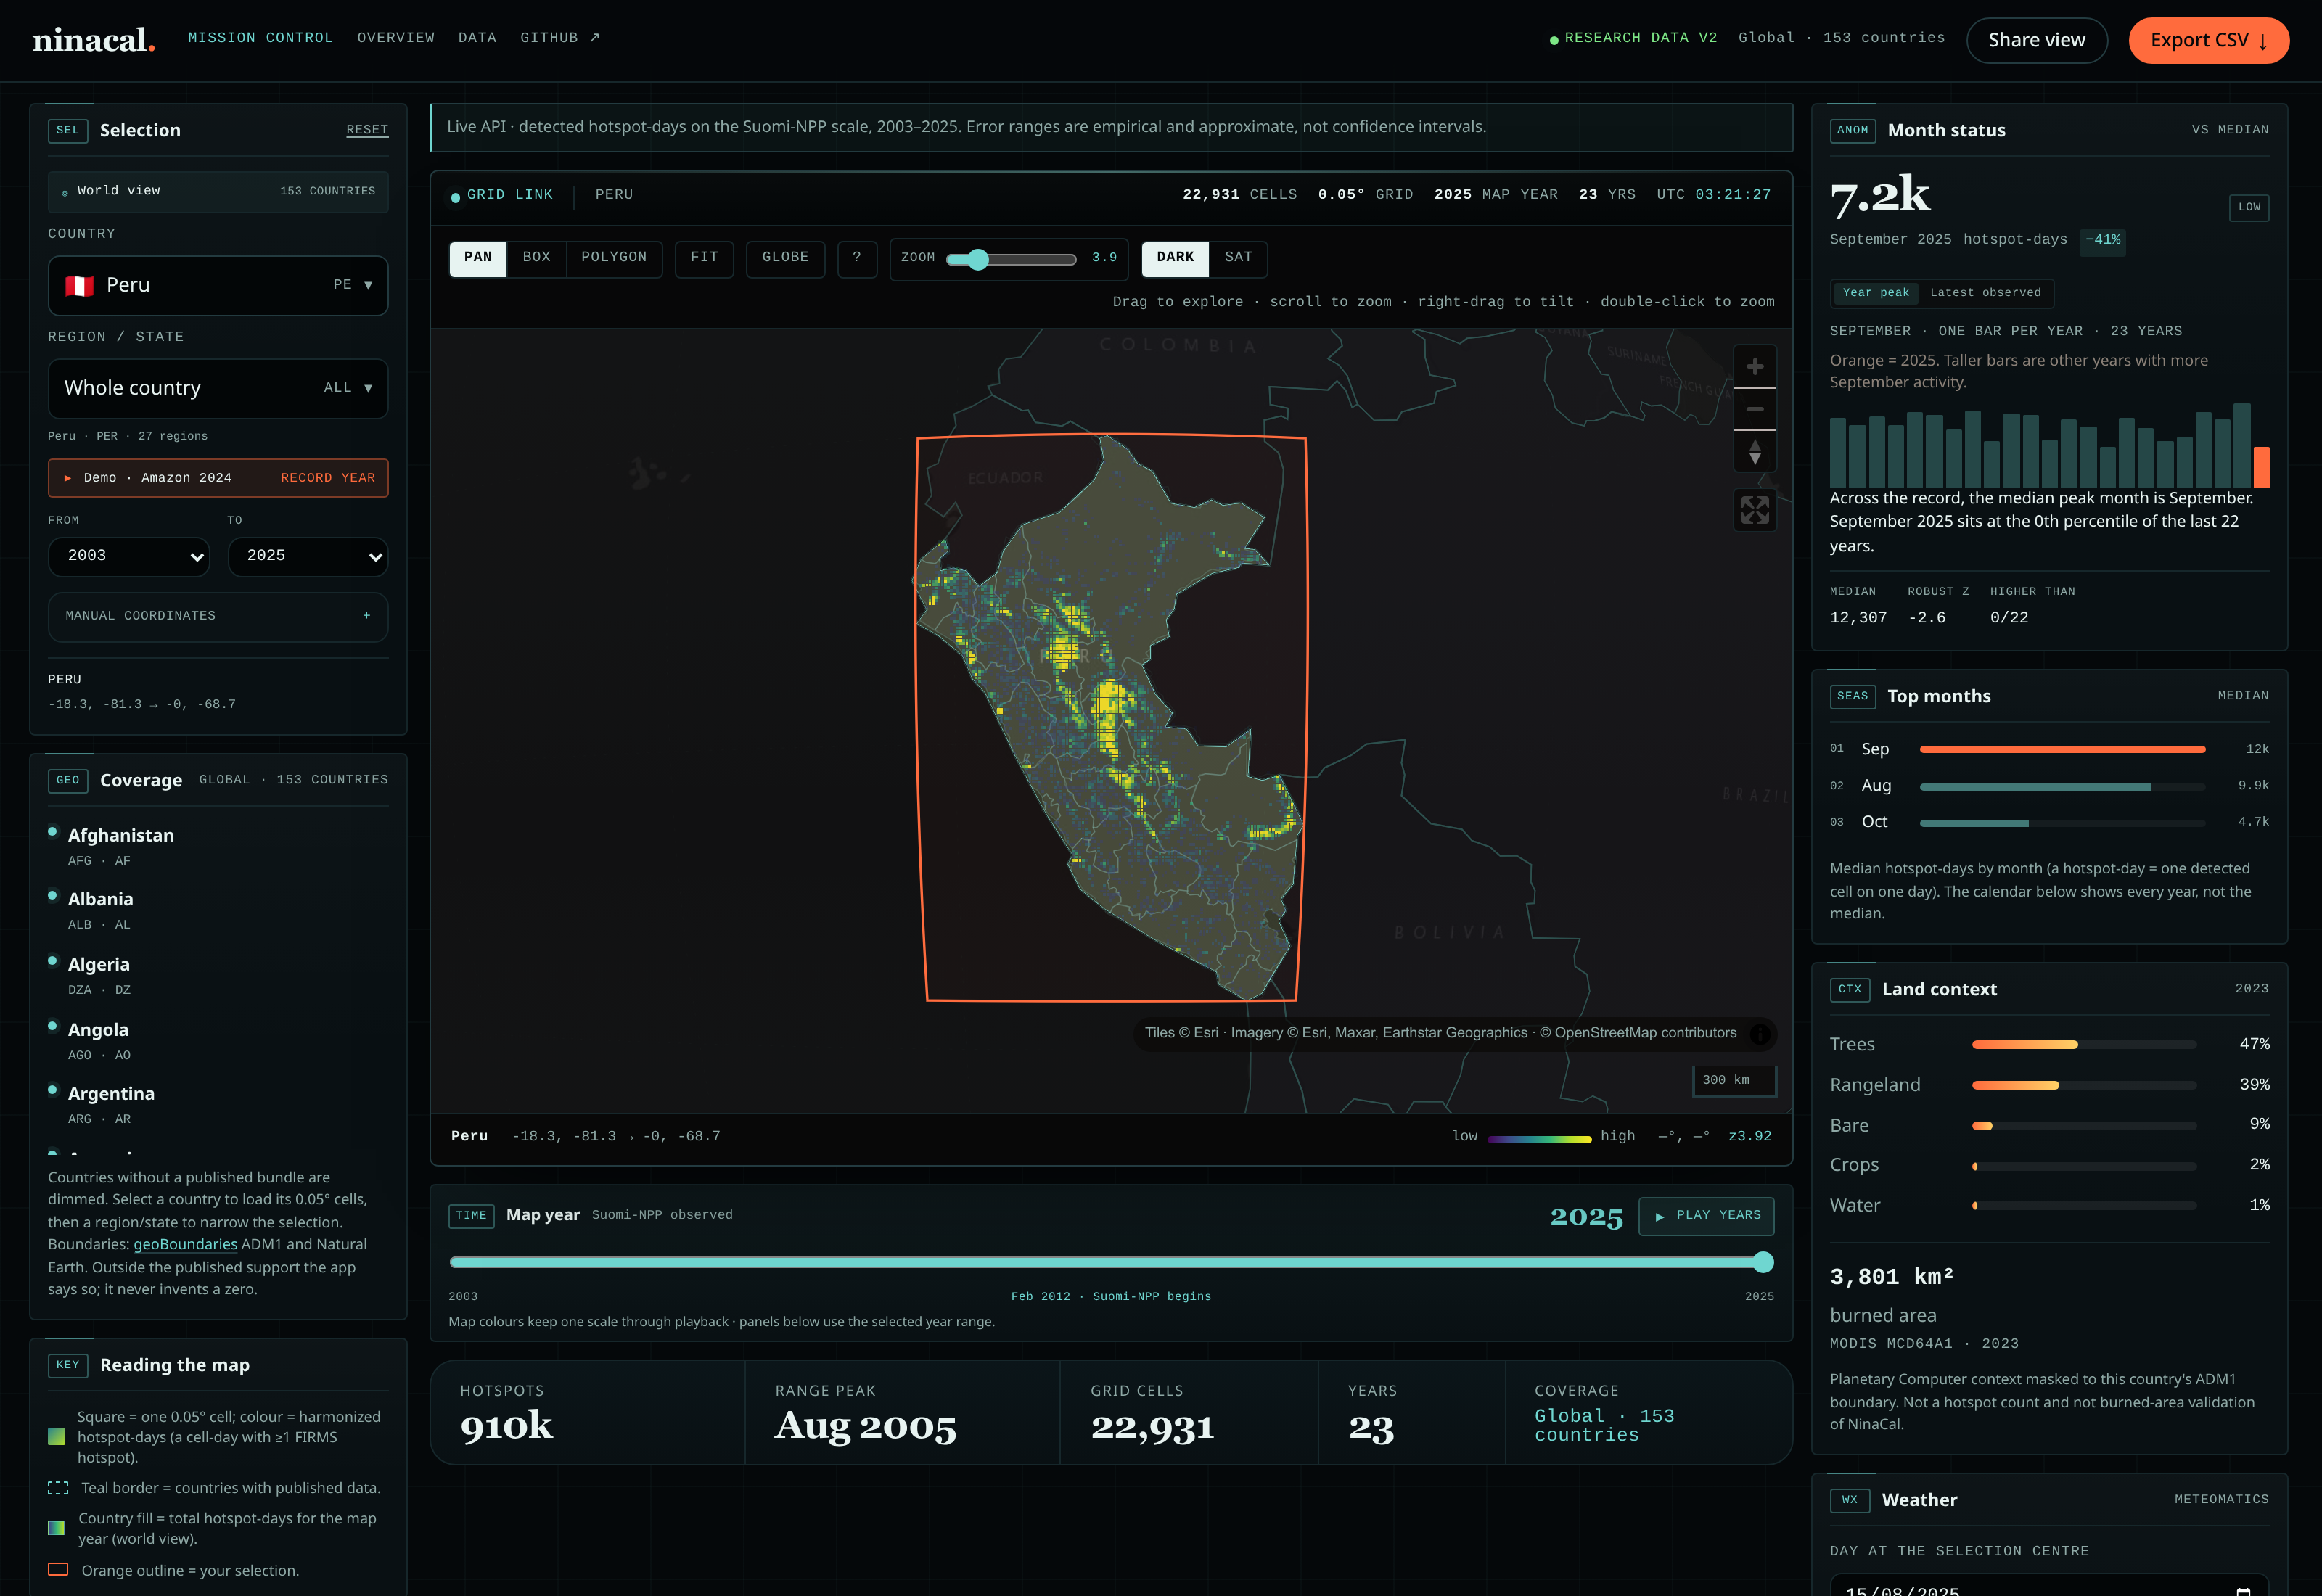 ninacal.
MISSION CONTROL OVERVIEW DATA GITHUB ↗
RESEARCH DATA V2 Global · 153 countries Share view Export CSV ↓
SEL Selection RESET
World view 153 COUNTRIES
COUNTRY
Peru PE ▾
REGION / STATE
Whole country ALL ▾
Peru · PER · 27 regions
▶ Demo · Amazon 2024 RECORD YEAR
FROM TO
2003 2025
MANUAL COORDINATES +
PERU
-18.3, -81.3 → -0, -68.7
GEO Coverage GLOBAL · 153 COUNTRIES
Afghanistan
AFG · AF
Albania
ALB · AL
Algeria
DZA · DZ
Angola
AGO · AO
Argentina
ARG · AR
Countries without a published bundle are
dimmed. Select a country to load its 0.05° cells,
then a region/state to narrow the selection.
Boundaries: geoBoundaries ADM1 and Natural
Earth. Outside the published support the app
says so; it never invents a zero.
KEY Reading the map
Square = one 0.05° cell; colour = harmonized
hotspot-days (a cell-day with ≥1 FIRMS
hotspot).
Teal border = countries with published data.
Country fill = total hotspot-days for the map
year (world view).
Orange outline = your selection.
Live API · detected hotspot-days on the Suomi-NPP scale, 2003–2025. Error ranges are empirical and approximate, not confidence intervals.
GRID LINK PERU 22,931 CELLS 0.05° GRID 2025 MAP YEAR 23 YRS UTC 03:21:27
PAN BOX POLYGON FIT GLOBE ? ZOOM 3.9 DARK SAT
Drag to explore · scroll to zoom · right-drag to tilt · double-click to zoom
COLOMBIA
SURINAME
ECUADOR
BRAZIL
BOLIVIA
Tiles © Esri · Imagery © Esri, Maxar, Earthstar Geographics · © OpenStreetMap contributors
300 km
Peru -18.3, -81.3 → -0, -68.7 low high —°, —° z3.92
TIME Map year Suomi-NPP observed 2025 ▶ PLAY YEARS
2003 Feb 2012 · Suomi-NPP begins 2025
Map colours keep one scale through playback · panels below use the selected year range.
HOTSPOTS RANGE PEAK GRID CELLS YEARS COVERAGE
910k Aug 2005 22,931 23 Global · 153
countries
ANOM Month status VS MEDIAN
7.2k LOW
September 2025 hotspot-days −41%
Year peak Latest observed
SEPTEMBER · ONE BAR PER YEAR · 23 YEARS
Orange = 2025. Taller bars are other years with more
September activity.
Across the record, the median peak month is September.
September 2025 sits at the 0th percentile of the last 22
years.
MEDIAN ROBUST Z HIGHER THAN
12,307 -2.6 0/22
SEAS Top months MEDIAN
01 Sep 12k
02 Aug 9.9k
03 Oct 4.7k
Median hotspot-days by month (a hotspot-day = one detected
cell on one day). The calendar below shows every year, not the
median.
CTX Land context 2023
Trees 47%
Rangeland 39%
Bare 9%
Crops 2%
Water 1%
3,801 km²
burned area
MODIS MCD64A1 · 2023
Planetary Computer context masked to this country's ADM1
boundary. Not a hotspot count and not burned-area validation
of NinaCal.
WX Weather METEOMATICS
DAY AT THE SELECTION CENTRE
15/08/2025